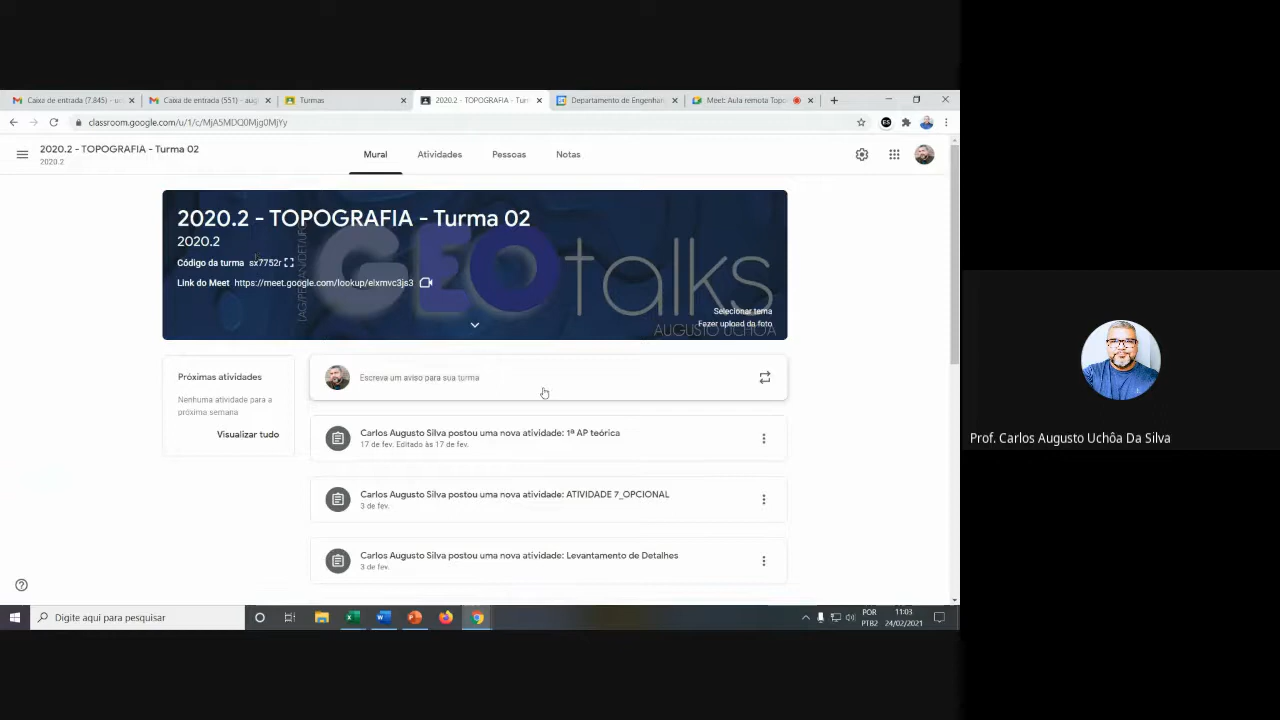 Caixa de entrada (7.845) - uc
Caixa de entrada (551) - aug
Turmas
2020.2 - TOPOGRAFIA - Turm
Departamento de Engenhar
Meet: Aula remota Topo
classroom.google.com/u/1/c/MjA5MDQ0Mjg0MjYy
2020.2 - TOPOGRAFIA - Turma 02
2020.2
Mural
Atividades
Pessoas
Notas
2020.2 - TOPOGRAFIA - Turma 02
2020.2
Código da turma sx7752r
Link do Meet https://meet.google.com/lookup/elxmvc3js3
GEOtalks
Selecionar tema
Fazer upload da foto
AUGUSTO UCHOA
Próximas atividades
Nenhuma atividade para a
próxima semana
Visualizar tudo
Escreva um aviso para sua turma
Carlos Augusto Silva postou uma nova atividade: 1ª AP teórica
17 de fev. Editado às 17 de fev.
Carlos Augusto Silva postou uma nova atividade: ATIVIDADE 7_OPCIONAL
3 de fev.
Carlos Augusto Silva postou uma nova atividade: Levantamento de Detalhes
3 de fev.
Prof. Carlos Augusto Uchôa Da Silva
Digite aqui para pesquisar
POR
PTB2
11:03
24/02/2021